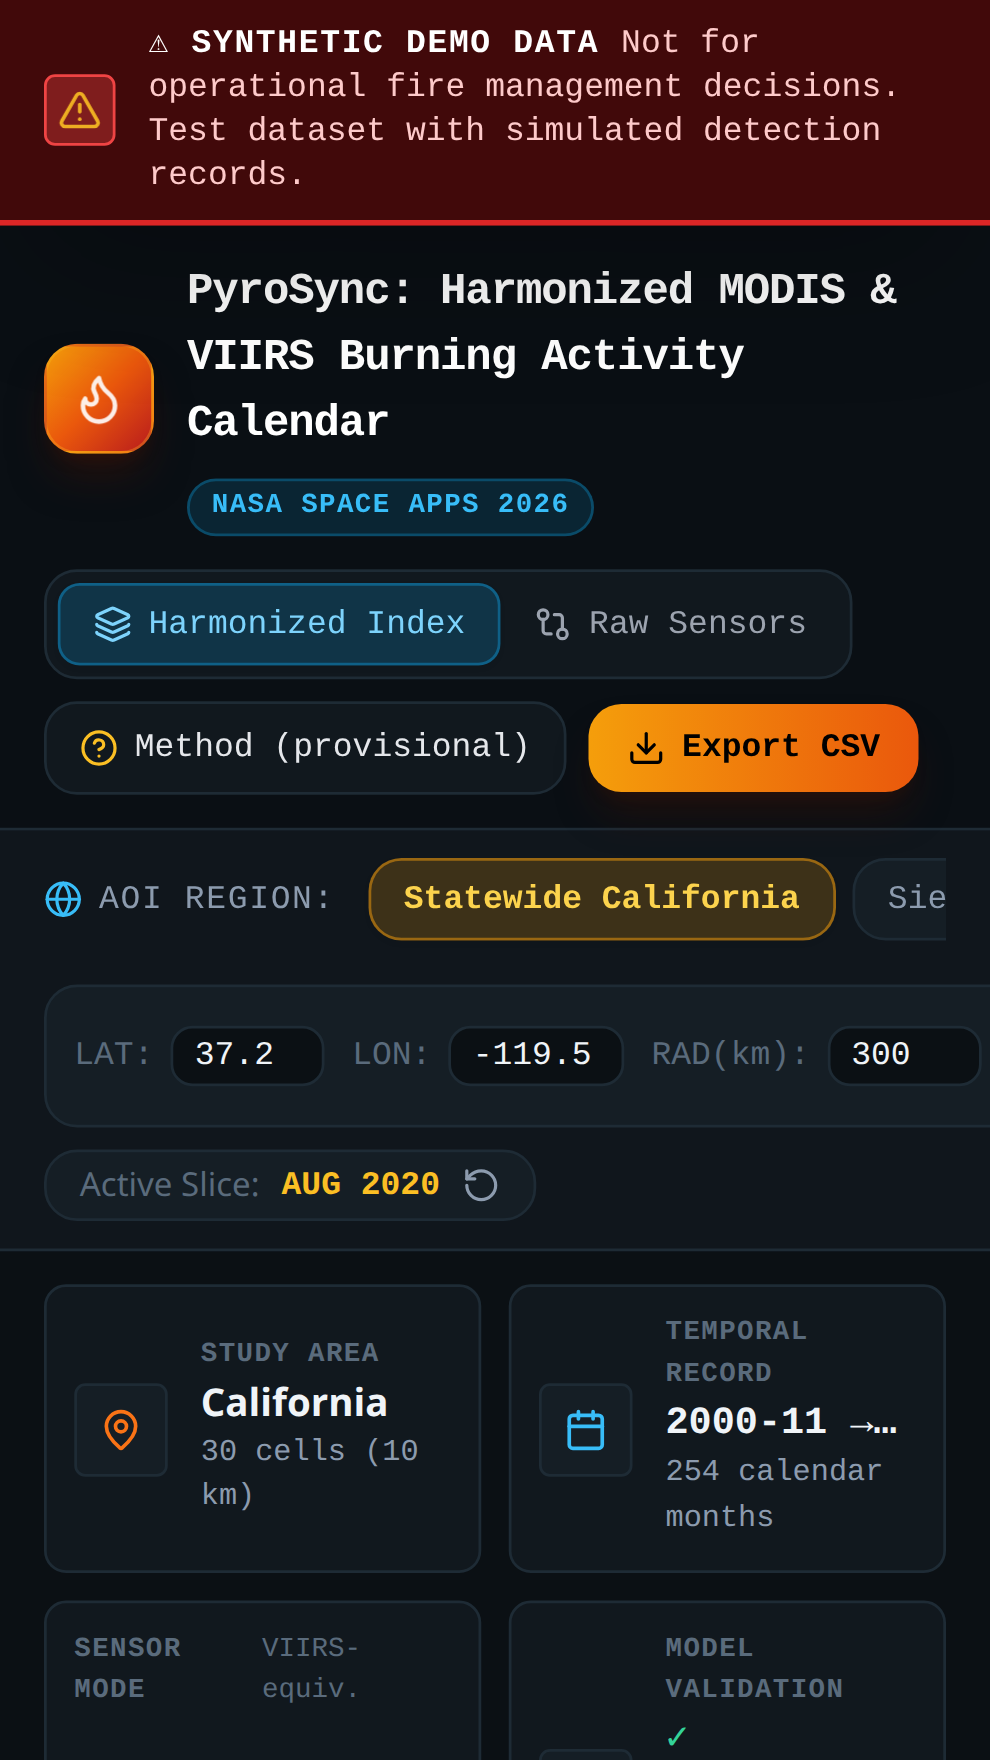 ⚠ SYNTHETIC DEMO DATA Not for
operational fire management decisions.
Test dataset with simulated detection
records.
PyroSync: Harmonized MODIS &
VIIRS Burning Activity
Calendar
NASA SPACE APPS 2026
Harmonized Index
Raw Sensors
Method (provisional)
Export CSV
AOI REGION:
Statewide California
Sie
LAT: 37.2 LON: -119.5 RAD(km): 300
Active Slice: AUG 2020
STUDY AREA
California
30 cells (10
km)
TEMPORAL
RECORD
2000-11 →…
254 calendar
months
SENSOR
MODE
VIIRS-
equiv.
MODEL
VALIDATION
✓